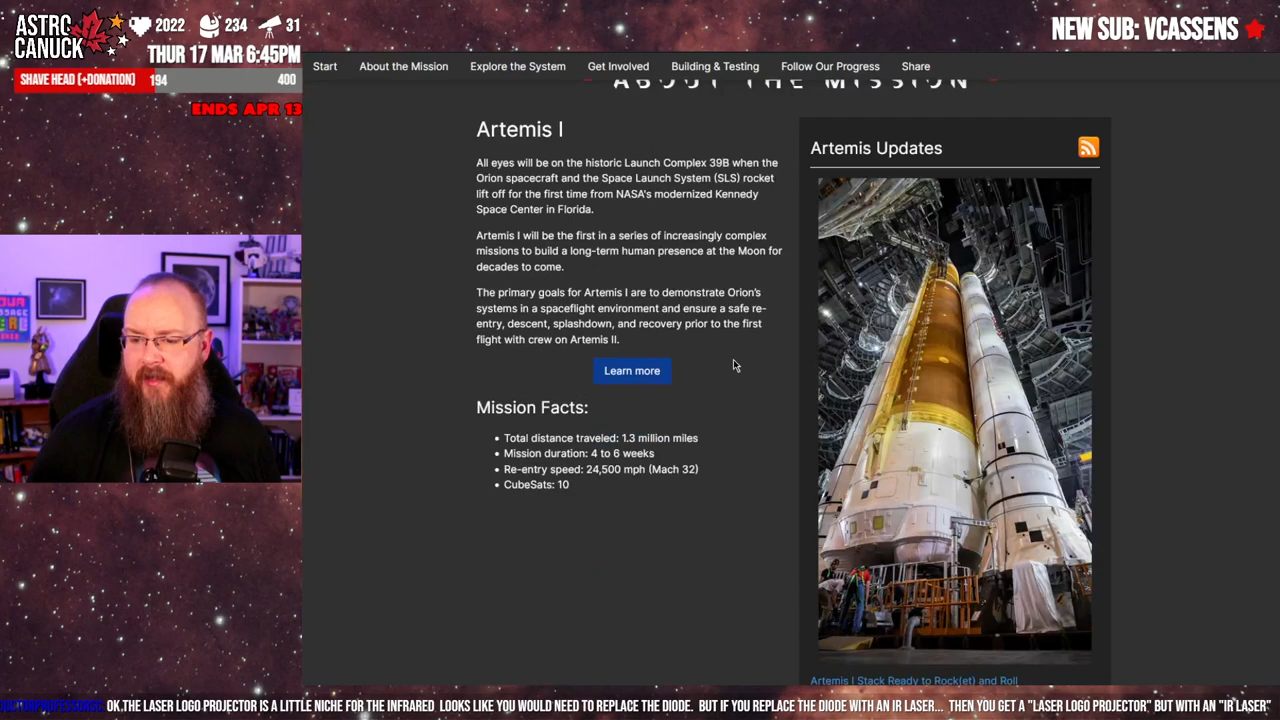 ASTRO
CANUCK
2022
234
31
THUR 17 MAR 6:45PM
SHAVE HEAD (+DONATION) 194 400
ENDS APR 13
NEW SUB: VCASSENS
Start About the Mission Explore the System Get Involved Building & Testing Follow Our Progress Share
ABOUT THE MISSION
Artemis I
All eyes will be on the historic Launch Complex 39B when the
Orion spacecraft and the Space Launch System (SLS) rocket
lift off for the first time from NASA's modernized Kennedy
Space Center in Florida.
Artemis I will be the first in a series of increasingly complex
missions to build a long-term human presence at the Moon for
decades to come.
The primary goals for Artemis I are to demonstrate Orion's
systems in a spaceflight environment and ensure a safe re-
entry, descent, splashdown, and recovery prior to the first
flight with crew on Artemis II.
Learn more
Mission Facts:
• Total distance traveled: 1.3 million miles
• Mission duration: 4 to 6 weeks
• Re-entry speed: 24,500 mph (Mach 32)
• CubeSats: 10
Artemis Updates
Artemis I Stack Ready to Rock(et) and Roll
OK THE LASER LOGO PROJECTOR IS A LITTLE NICHE FOR THE INFRARED LOOKS LIKE YOU WOULD NEED TO REPLACE THE DIODE. BUT IF YOU REPLACE THE DIODE WITH AN IR LASER... THEN YOU GET A "LASER LOGO PROJECTOR" BUT WITH AN "IR LASER"